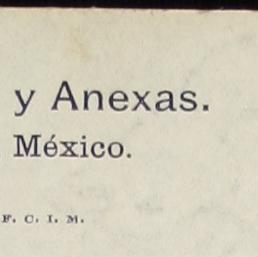 y Anexas.
México.
F. C. I. M.